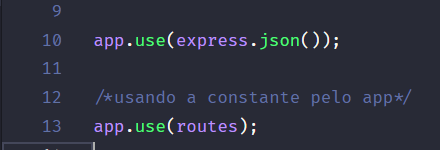 9
10 app.use(express.json());
11
12 /*usando a constante pelo app*/
13 app.use(routes);